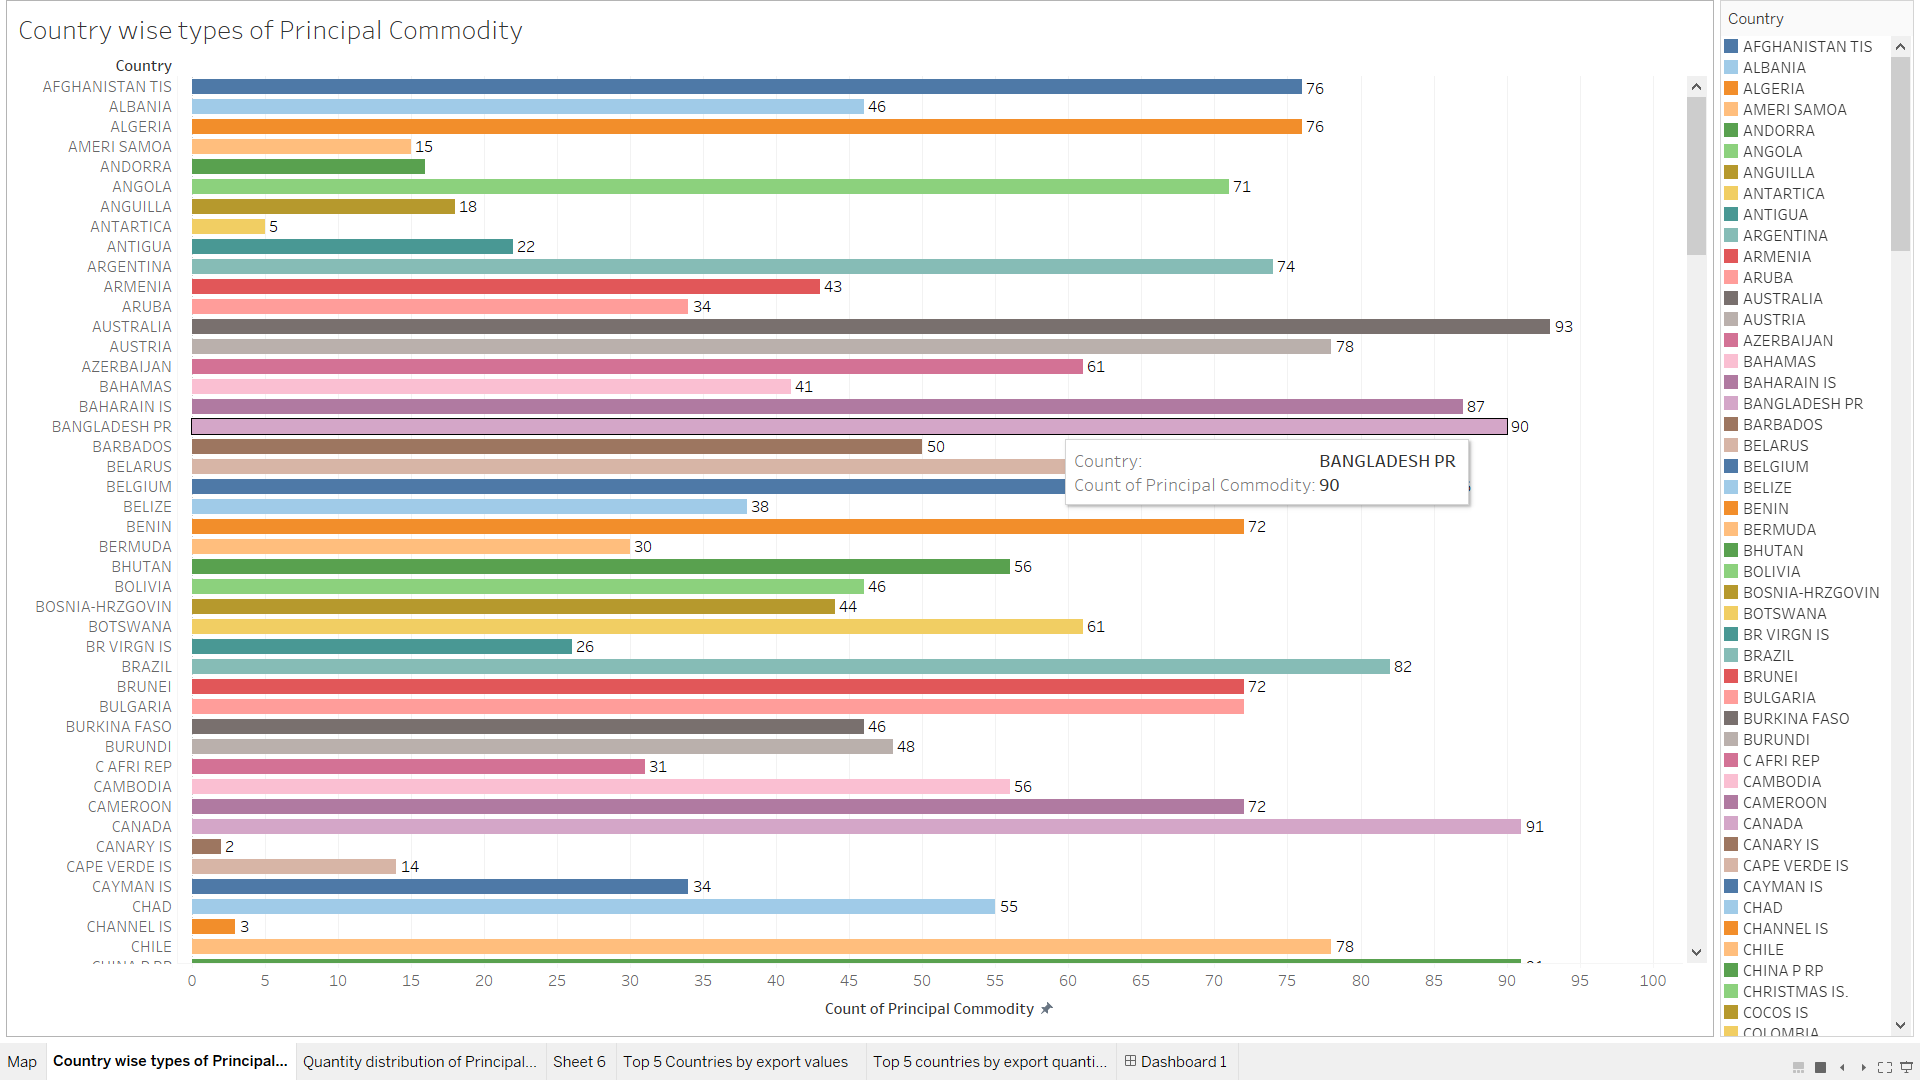 Country wise types of Principal Commodity
Country
AFGHANISTAN TIS 76
ALBANIA 46
ALGERIA 76
AMERI SAMOA 15
ANDORRA
ANGOLA 71
ANGUILLA 18
ANTARTICA 5
ANTIGUA 22
ARGENTINA 74
ARMENIA 43
ARUBA 34
AUSTRALIA 93
AUSTRIA 78
AZERBAIJAN 61
BAHAMAS 41
BAHARAIN IS 87
BANGLADESH PR 90
BARBADOS 50
BELARUS
BELGIUM
BELIZE 38
BENIN 72
BERMUDA 30
BHUTAN 56
BOLIVIA 46
BOSNIA-HRZGOVIN 44
BOTSWANA 61
BR VIRGN IS 26
BRAZIL 82
BRUNEI 72
BULGARIA
BURKINA FASO 46
BURUNDI 48
C AFRI REP 31
CAMBODIA 56
CAMEROON 72
CANADA 91
CANARY IS 2
CAPE VERDE IS 14
CAYMAN IS 34
CHAD 55
CHANNEL IS 3
CHILE 78
CHINA P RP 91
Country: BANGLADESH PR
Count of Principal Commodity: 90
0 5 10 15 20 25 30 35 40 45 50 55 60 65 70 75 80 85 90 95 100
Count of Principal Commodity
Country
AFGHANISTAN TIS
ALBANIA
ALGERIA
AMERI SAMOA
ANDORRA
ANGOLA
ANGUILLA
ANTARTICA
ANTIGUA
ARGENTINA
ARMENIA
ARUBA
AUSTRALIA
AUSTRIA
AZERBAIJAN
BAHAMAS
BAHARAIN IS
BANGLADESH PR
BARBADOS
BELARUS
BELGIUM
BELIZE
BENIN
BERMUDA
BHUTAN
BOLIVIA
BOSNIA-HRZGOVIN
BOTSWANA
BR VIRGN IS
BRAZIL
BRUNEI
BULGARIA
BURKINA FASO
BURUNDI
C AFRI REP
CAMBODIA
CAMEROON
CANADA
CANARY IS
CAPE VERDE IS
CAYMAN IS
CHAD
CHANNEL IS
CHILE
CHINA P RP
CHRISTMAS IS.
COCOS IS
COLOMBIA
Map Country wise types of Principal... Quantity distribution of Principal... Sheet 6 Top 5 Countries by export values Top 5 countries by export quanti... Dashboard 1